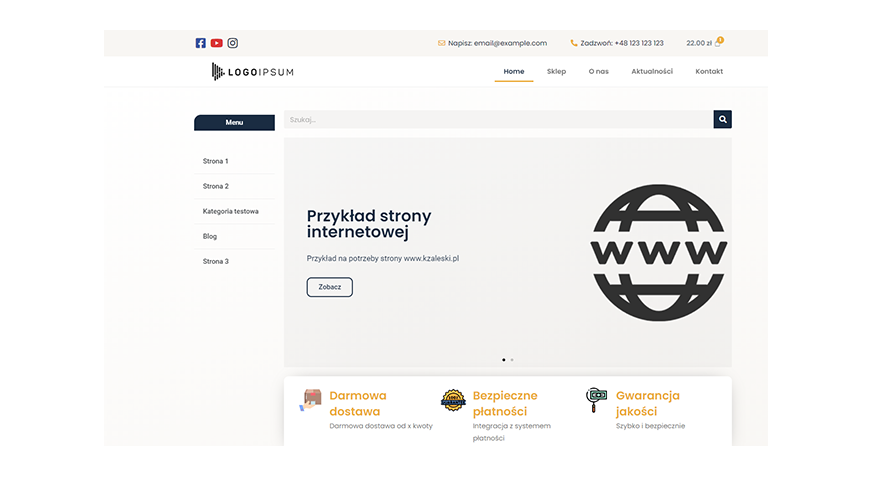 Napisz: email@example.com
Zadzwoń: +48 123 123 123
22.00 zł
LOGOIPSUM
Home
Sklep
O nas
Aktualności
Kontakt
Menu
Szukaj...
Strona 1
Strona 2
Kategoria testowa
Blog
Strona 3
Przykład strony
internetowej
Przykład na potrzeby strony www.kzaleski.pl
Zobacz
WWW
Darmowa
dostawa
Darmowa dostawa od x kwoty
Bezpieczne
płatności
Integracja z systemem
płatności
Gwarancja
jakości
Szybko i bezpiecznie